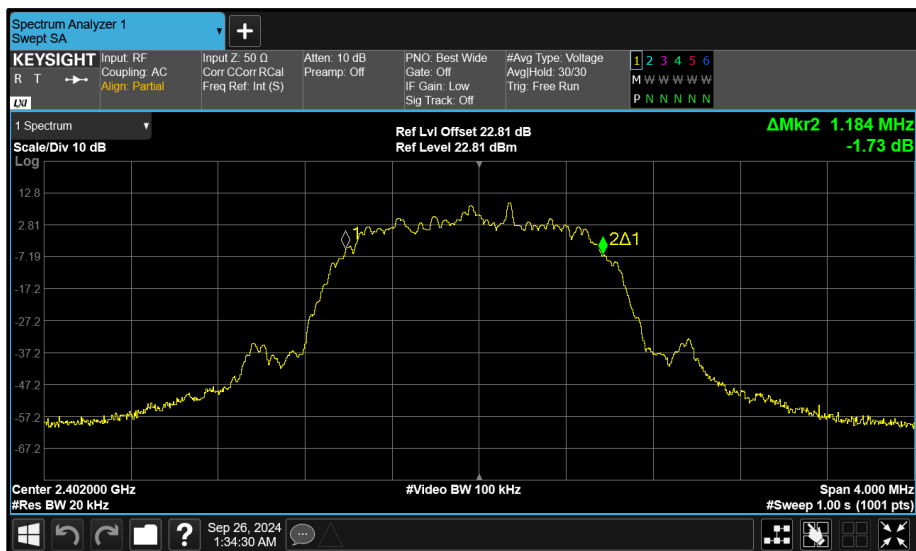 Spectrum Analyzer 1
Swept SA
KEYSIGHT
R T
LXI
Input: RF
Coupling: AC
Align: Partial
Input Z: 50 Ω
Corr CCorr RCal
Freq Ref: Int (S)
Atten: 10 dB
Preamp: Off
PNO: Best Wide
Gate: Off
IF Gain: Low
Sig Track: Off
#Avg Type: Voltage
Avg|Hold: 30/30
Trig: Free Run
1 2 3 4 5 6
M W W W W W
P N N N N N
1 Spectrum
Scale/Div 10 dB
Log
Ref Lvl Offset 22.81 dB
Ref Level 22.81 dBm
ΔMkr2 1.184 MHz
-1.73 dB
12.8
2.81
-7.19
-17.2
-27.2
-37.2
-47.2
-57.2
-67.2
1
2Δ1
Center 2.402000 GHz
#Res BW 20 kHz
#Video BW 100 kHz
Span 4.000 MHz
#Sweep 1.00 s (1001 pts)
?
Sep 26, 2024
1:34:30 AM